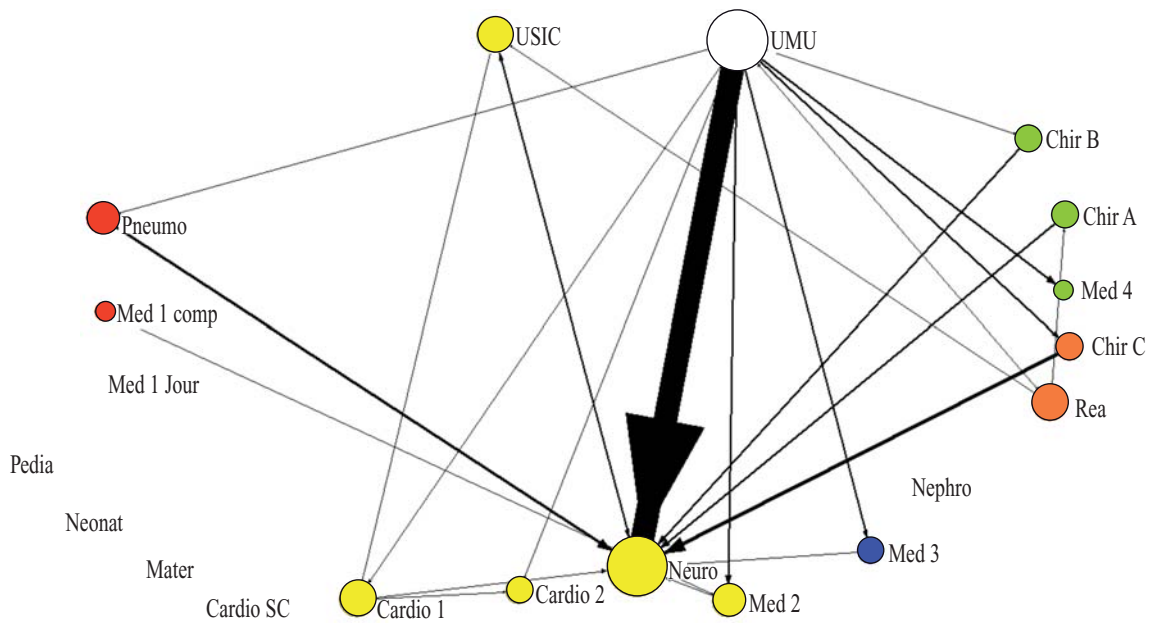 USIC
UMU
Chir B
Chir A
Pneumo
Med 4
Med 1 comp
Chir C
Med 1 Jour
Rea
Pedia
Nephro
Neonat
Med 3
Mater
Neuro
Cardio 2
Med 2
Cardio SC
Cardio 1